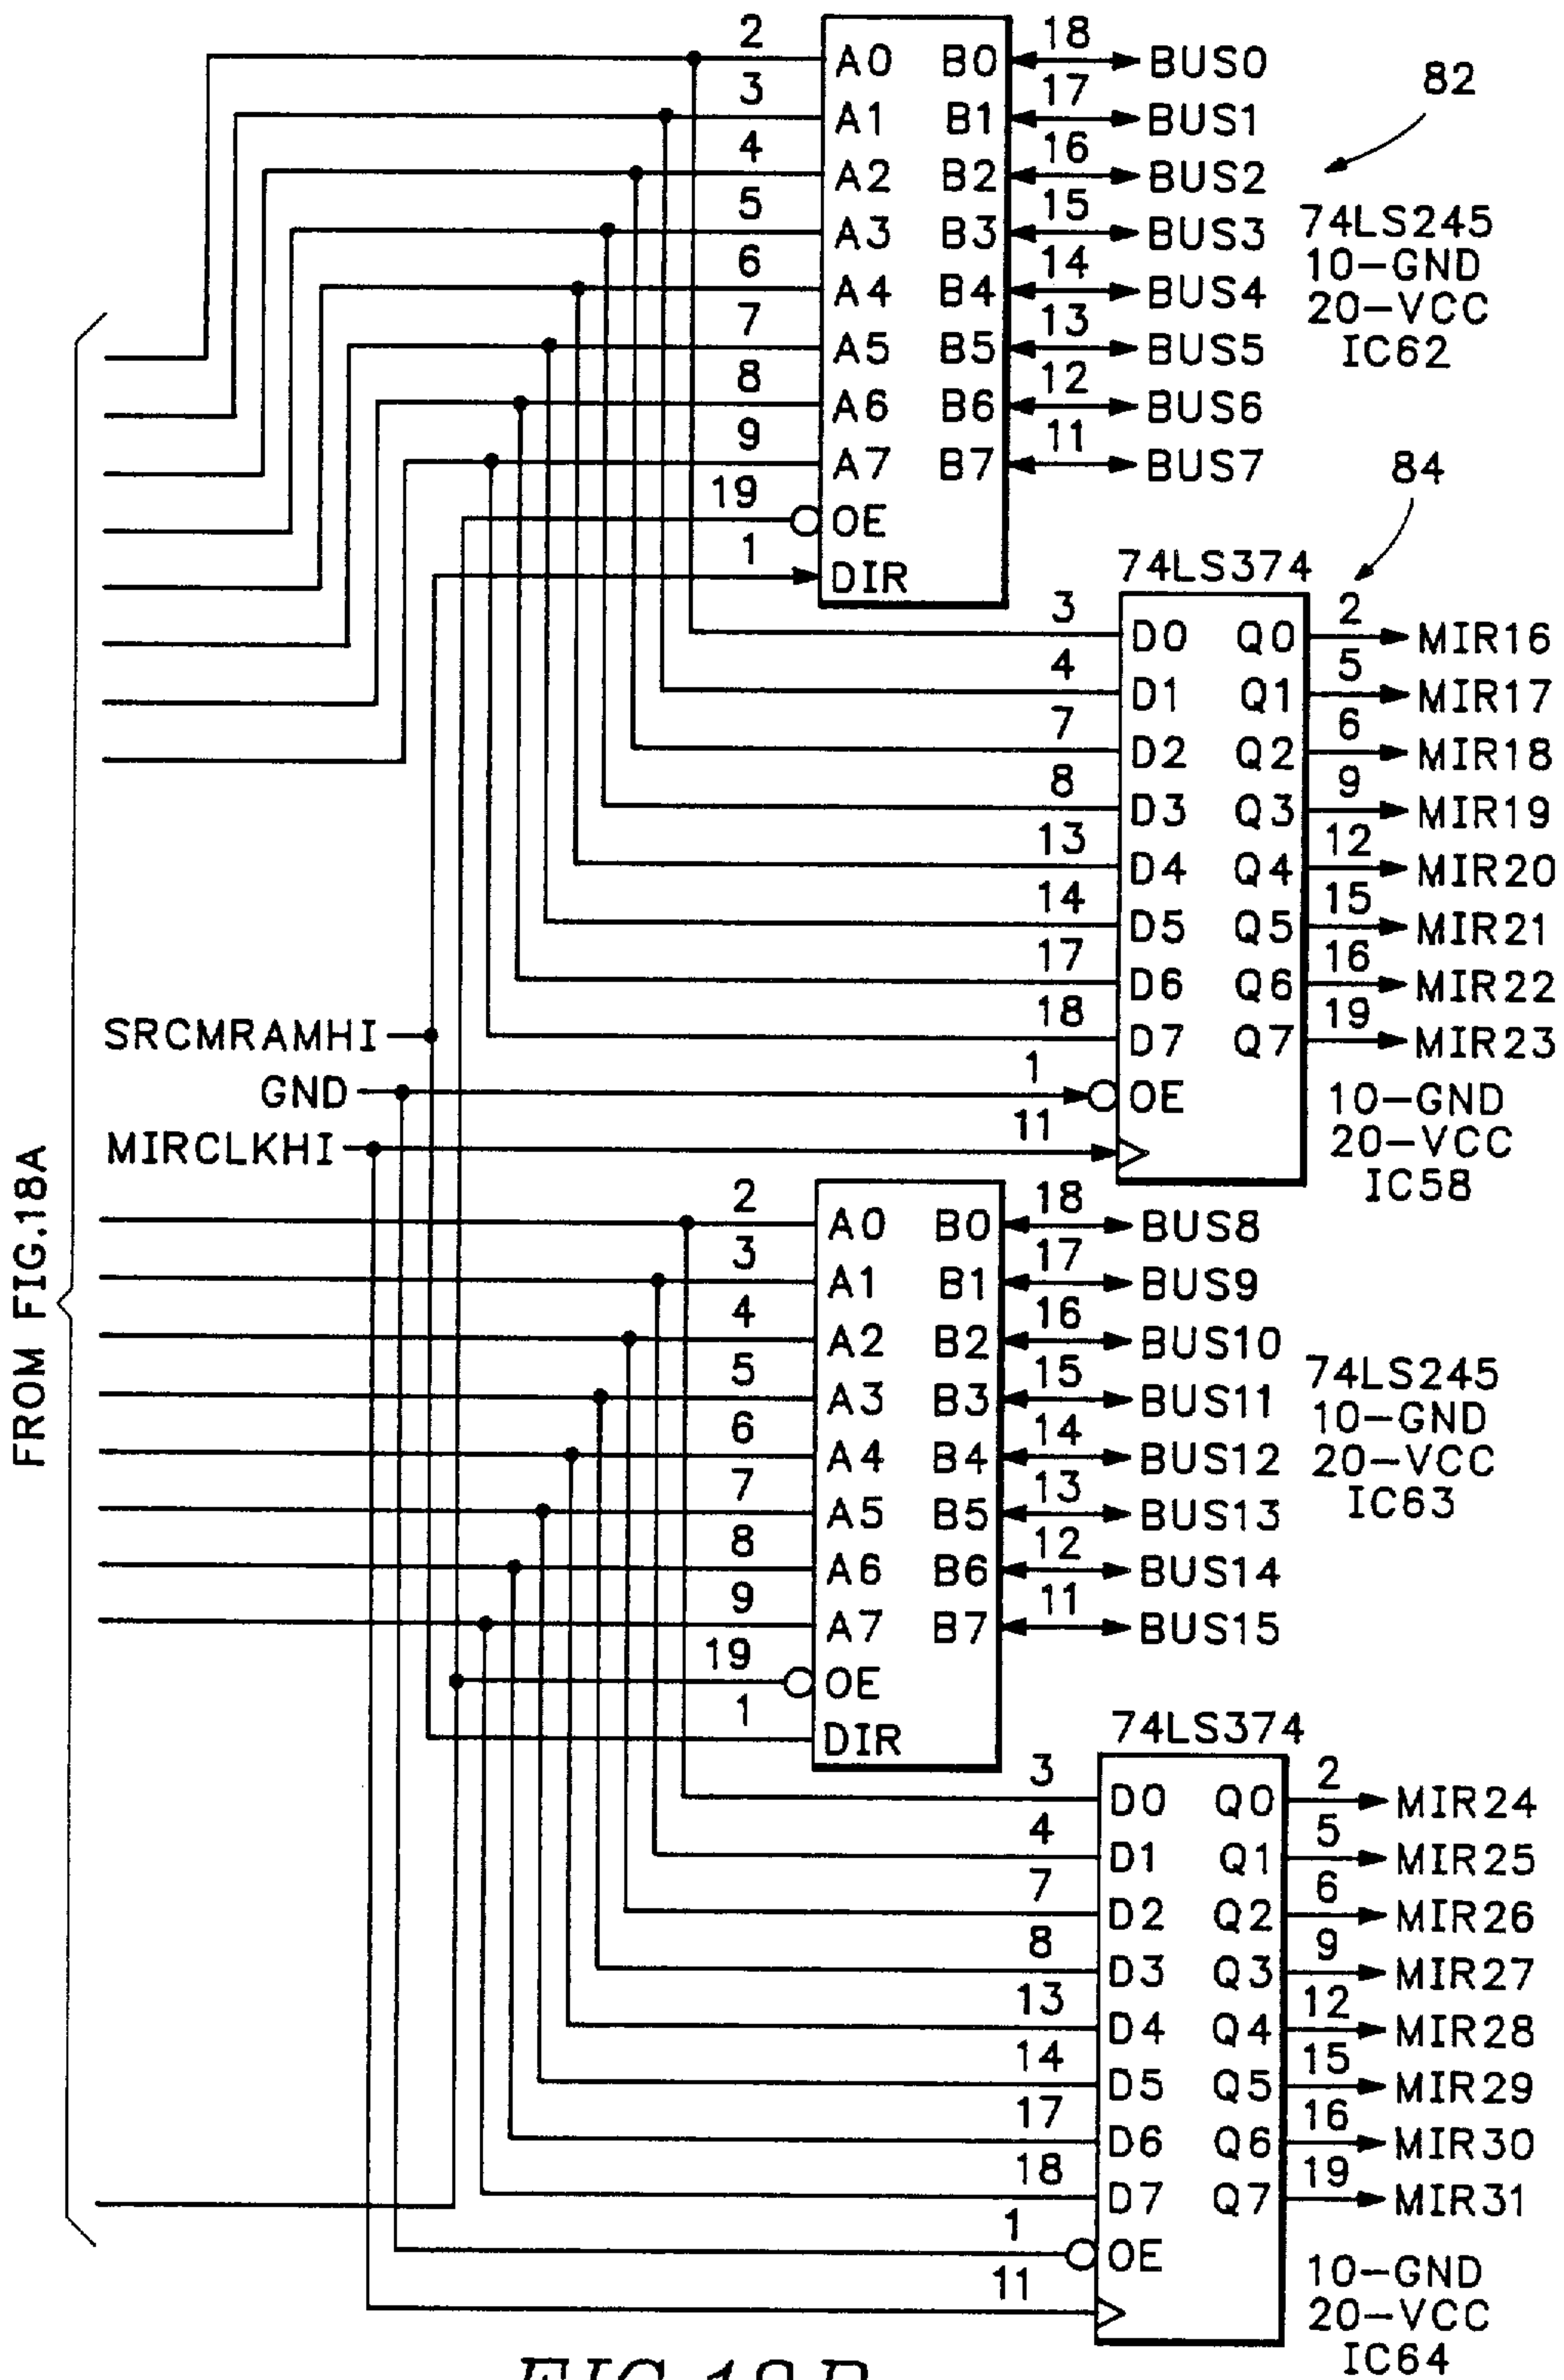 2 A0 B0 18 BUS0
3 A1 B1 17 BUS1
4 A2 B2 16 BUS2
5 A3 B3 15 BUS3
6 A4 B4 14 BUS4
7 A5 B5 13 BUS5
8 A6 B6 12 BUS6
9 A7 B7 11 BUS7
19 OE
1 DIR
82
74LS245
10-GND
20-VCC
IC62
84
74LS374
3 D0 Q0 2 MIR16
4 D1 Q1 5 MIR17
7 D2 Q2 6 MIR18
8 D3 Q3 9 MIR19
13 D4 Q4 12 MIR20
14 D5 Q5 15 MIR21
17 D6 Q6 16 MIR22
18 D7 Q7 19 MIR23
SRCMRAMHI
GND 1 OE
MIRCLKHI 11
10-GND
20-VCC
IC58
FROM FIG.18A
2 A0 B0 18 BUS8
3 A1 B1 17 BUS9
4 A2 B2 16 BUS10
5 A3 B3 15 BUS11
6 A4 B4 14 BUS12
7 A5 B5 13 BUS13
8 A6 B6 12 BUS14
9 A7 B7 11 BUS15
19 OE
1 DIR
74LS245
10-GND
20-VCC
IC63
74LS374
3 D0 Q0 2 MIR24
4 D1 Q1 5 MIR25
7 D2 Q2 6 MIR26
8 D3 Q3 9 MIR27
13 D4 Q4 12 MIR28
14 D5 Q5 15 MIR29
17 D6 Q6 16 MIR30
18 D7 Q7 19 MIR31
1 OE
11
10-GND
20-VCC
IC64